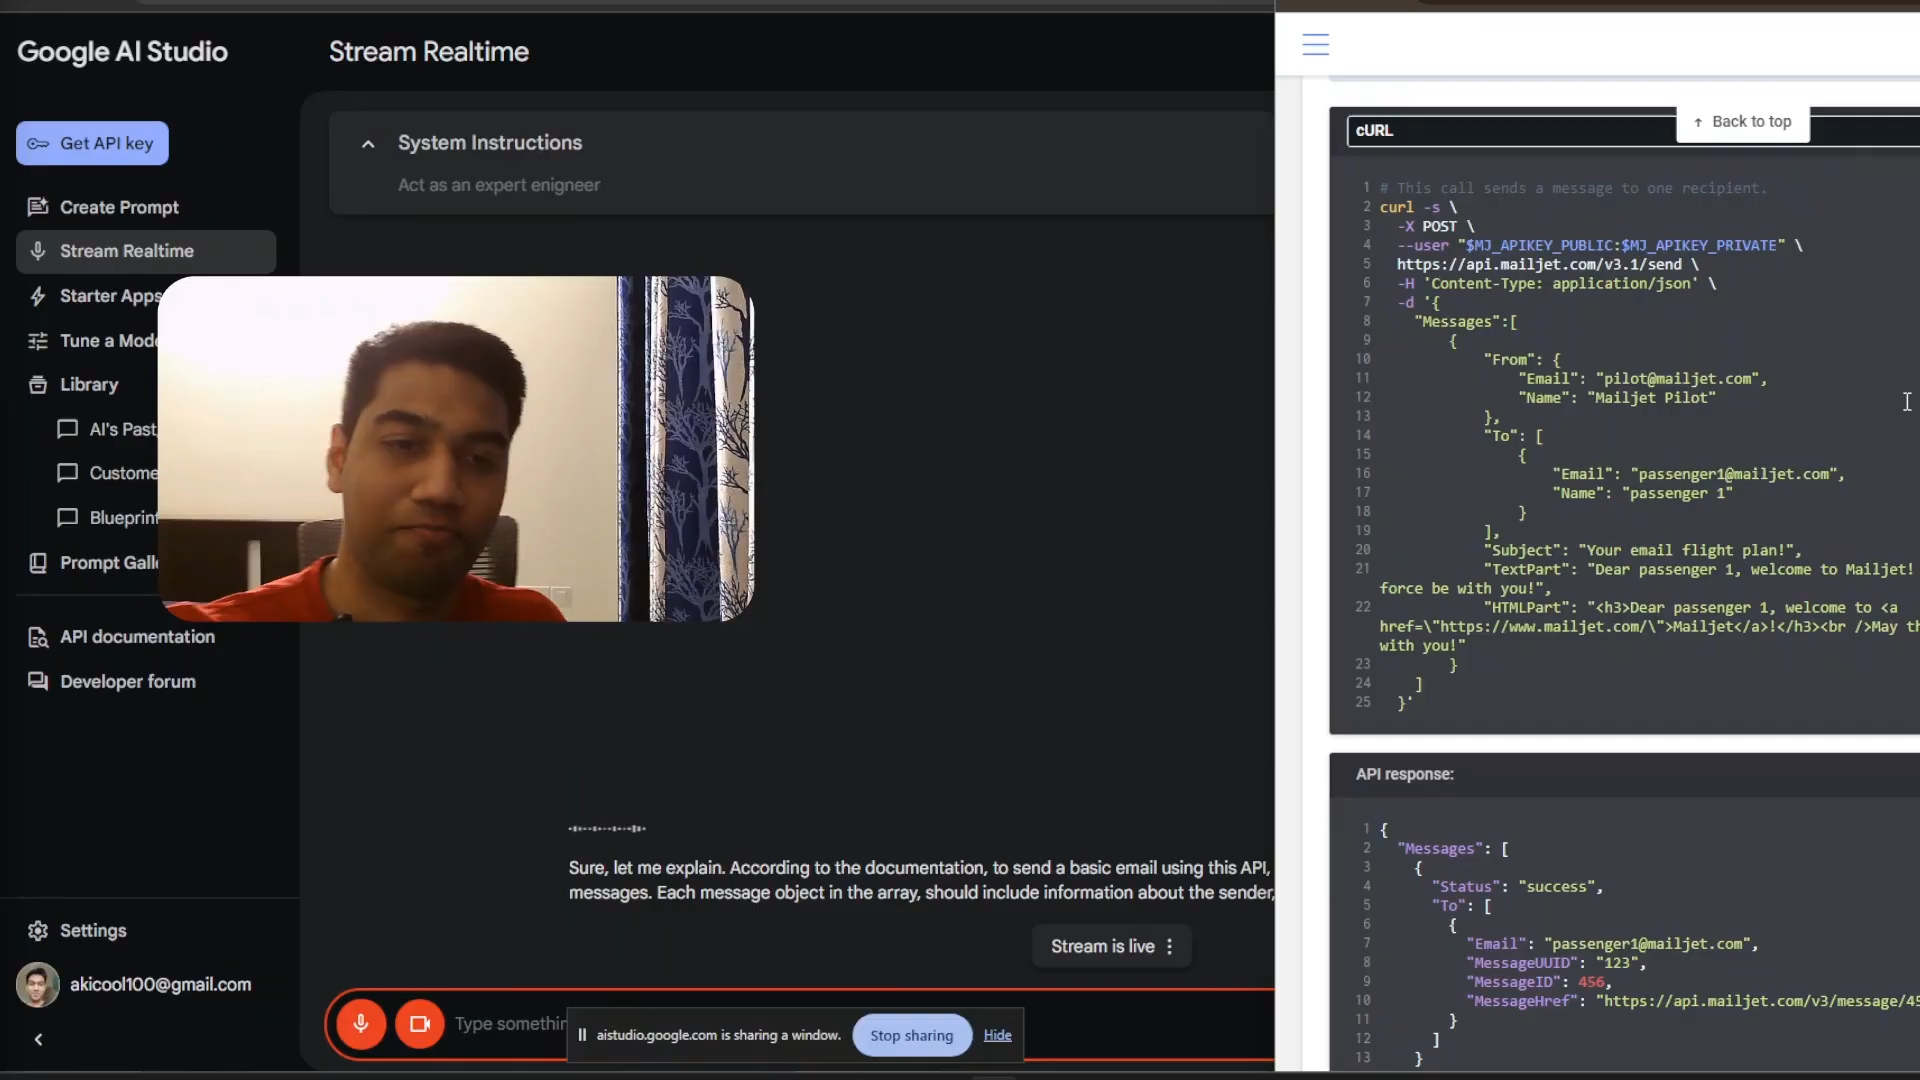 Google AI Studio
Stream Realtime
Get API key
Create Prompt
Stream Realtime
Starter Apps
Tune a Mode
Library
AI's Past,
Custome
Blueprint
Prompt Galle
API documentation
Developer forum
Settings
akicool100@gmail.com
System Instructions
Act as an expert enigneer
Sure, let me explain. According to the documentation, to send a basic email using this API,
messages. Each message object in the array, should include information about the sender,
Stream is live
Type somethin
aistudio.google.com is sharing a window.
Stop sharing
Hide
cURL
↑ Back to top
1 # This call sends a message to one recipient.
2 curl -s \
3 -X POST \
4 --user "$MJ_APIKEY_PUBLIC:$MJ_APIKEY_PRIVATE" \
5 https://api.mailjet.com/v3.1/send \
6 -H 'Content-Type: application/json' \
7 -d '{
8 "Messages":[
9 {
10 "From": {
11 "Email": "pilot@mailjet.com",
12 "Name": "Mailjet Pilot"
13 },
14 "To": [
15 {
16 "Email": "passenger1@mailjet.com",
17 "Name": "passenger 1"
18 }
19 ],
20 "Subject": "Your email flight plan!",
21 "TextPart": "Dear passenger 1, welcome to Mailjet!
force be with you!",
22 "HTMLPart": "<h3>Dear passenger 1, welcome to <a
href=\"https://www.mailjet.com/\">Mailjet</a>!</h3><br />May th
with you!"
23 }
24 ]
25 }'
API response:
1 {
2 "Messages": [
3 {
4 "Status": "success",
5 "To": [
6 {
7 "Email": "passenger1@mailjet.com",
8 "MessageUUID": "123",
9 "MessageID": 456,
10 "MessageHref": "https://api.mailjet.com/v3/message/45
11 }
12 ]
13 }